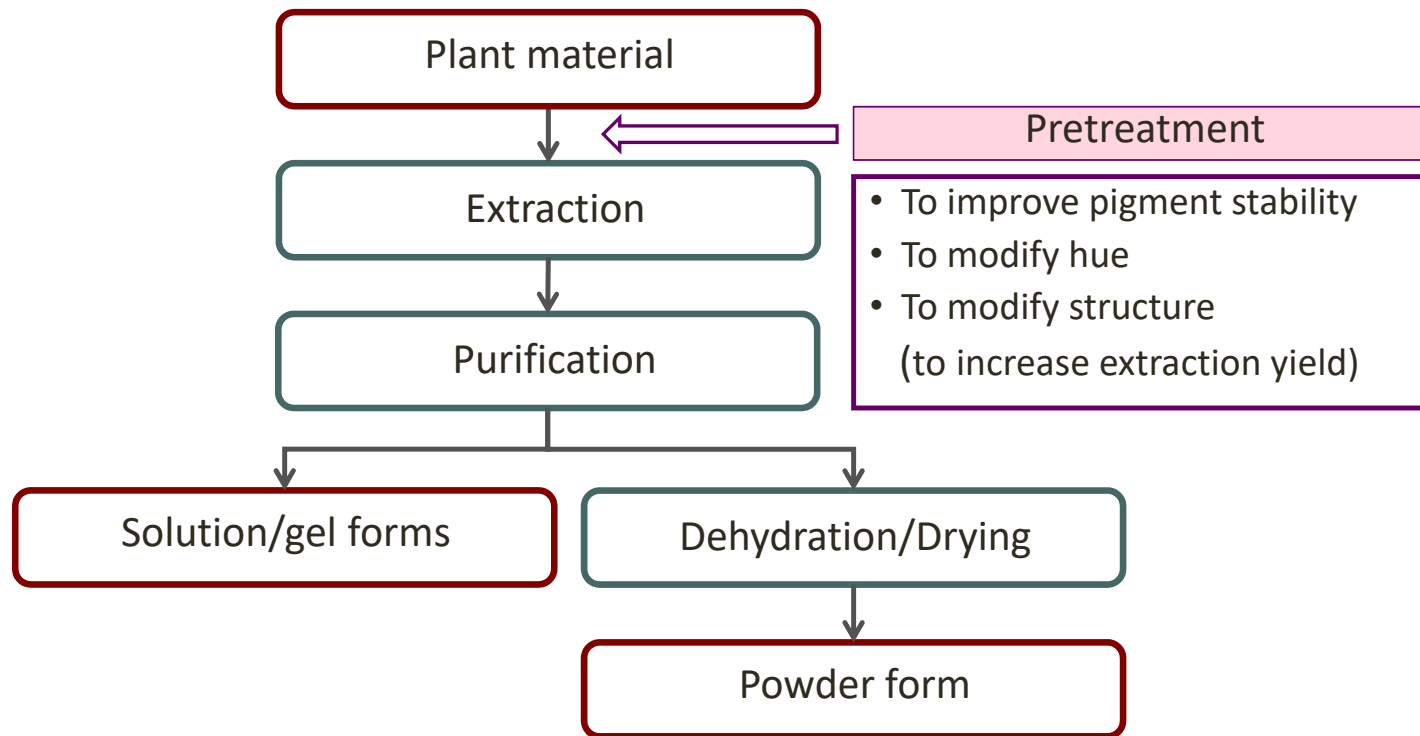 Plant material
Pretreatment
Extraction
• To improve pigment stability
• To modify hue
• To modify structure
(to increase extraction yield)
Purification
Solution/gel forms
Dehydration/Drying
Powder form